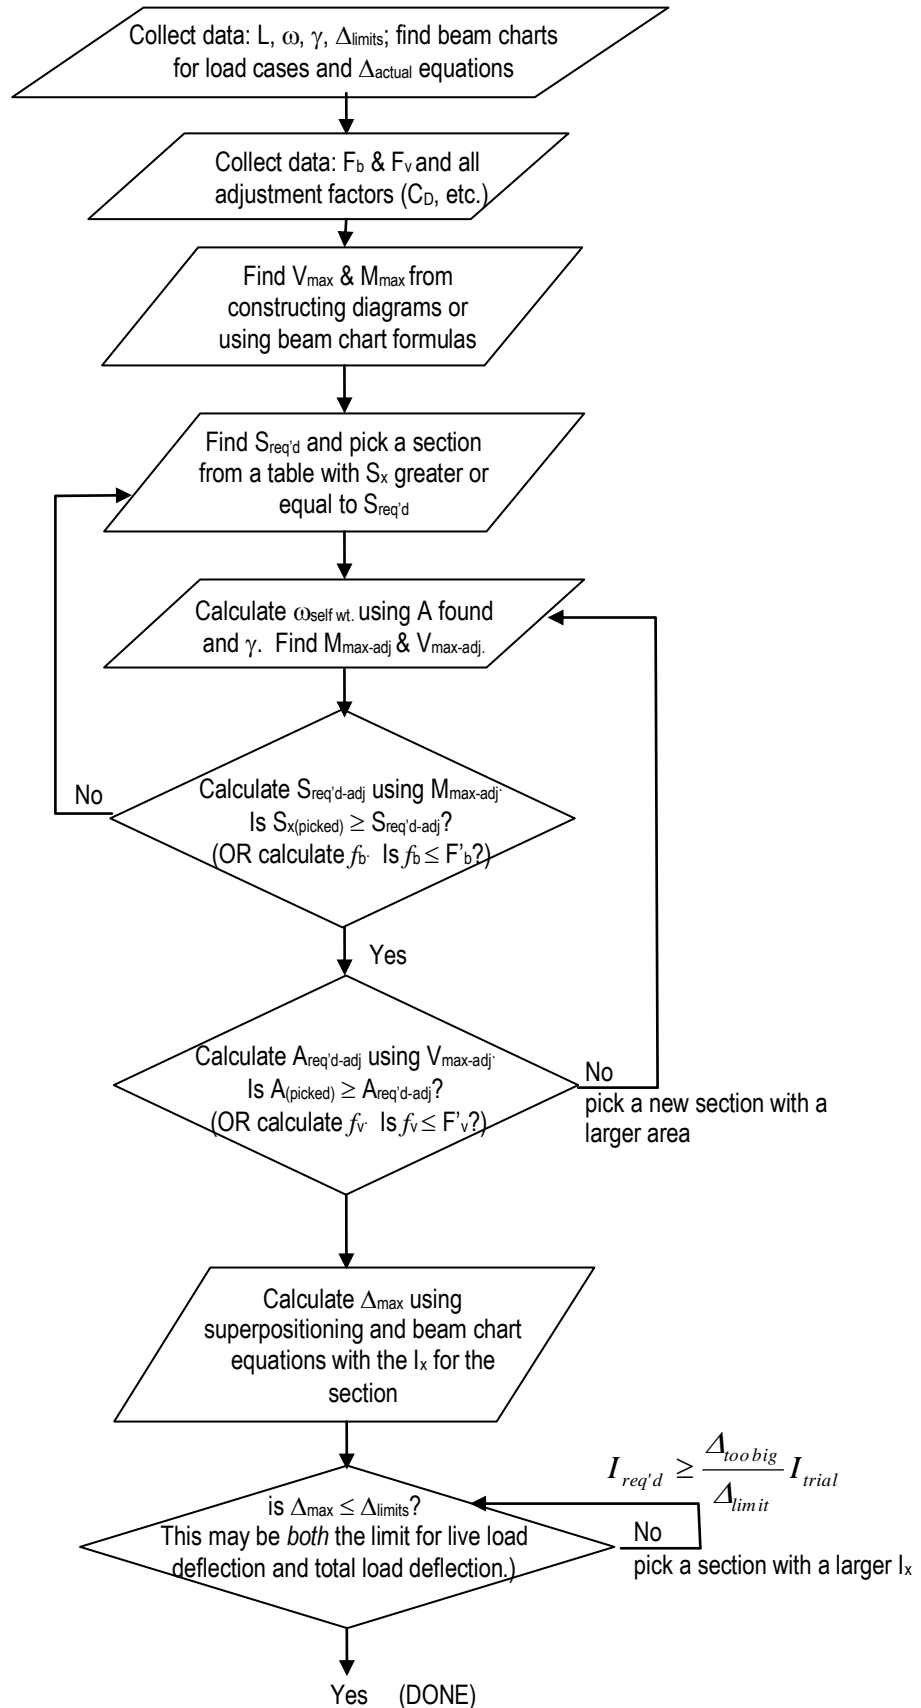 Collect data: L, ω, γ, Δlimits; find beam charts
for load cases and Δactual equations
Collect data: Fb & Fv and all
adjustment factors (CD, etc.)
Find Vmax & Mmax from
constructing diagrams or
using beam chart formulas
Find Sreq'd and pick a section
from a table with Sx greater or
equal to Sreq'd
Calculate ωself wt. using A found
and γ. Find Mmax-adj & Vmax-adj.
No
Calculate Sreq'd-adj using Mmax-adj.
Is Sx(picked) ≥ Sreq'd-adj?
(OR calculate fb. Is fb ≤ F'b?)
Yes
Calculate Areq'd-adj using Vmax-adj.
Is A(picked) ≥ Areq'd-adj?
(OR calculate fv. Is fv ≤ F'v?)
No
pick a new section with a
larger area
Calculate Δmax using
superpositioning and beam chart
equations with the Ix for the
section
Ireq'd ≥ Δtoo big / Δlimit Itrial
is Δmax ≤ Δlimits?
This may be both the limit for live load
deflection and total load deflection.)
No
pick a section with a larger Ix
Yes (DONE)